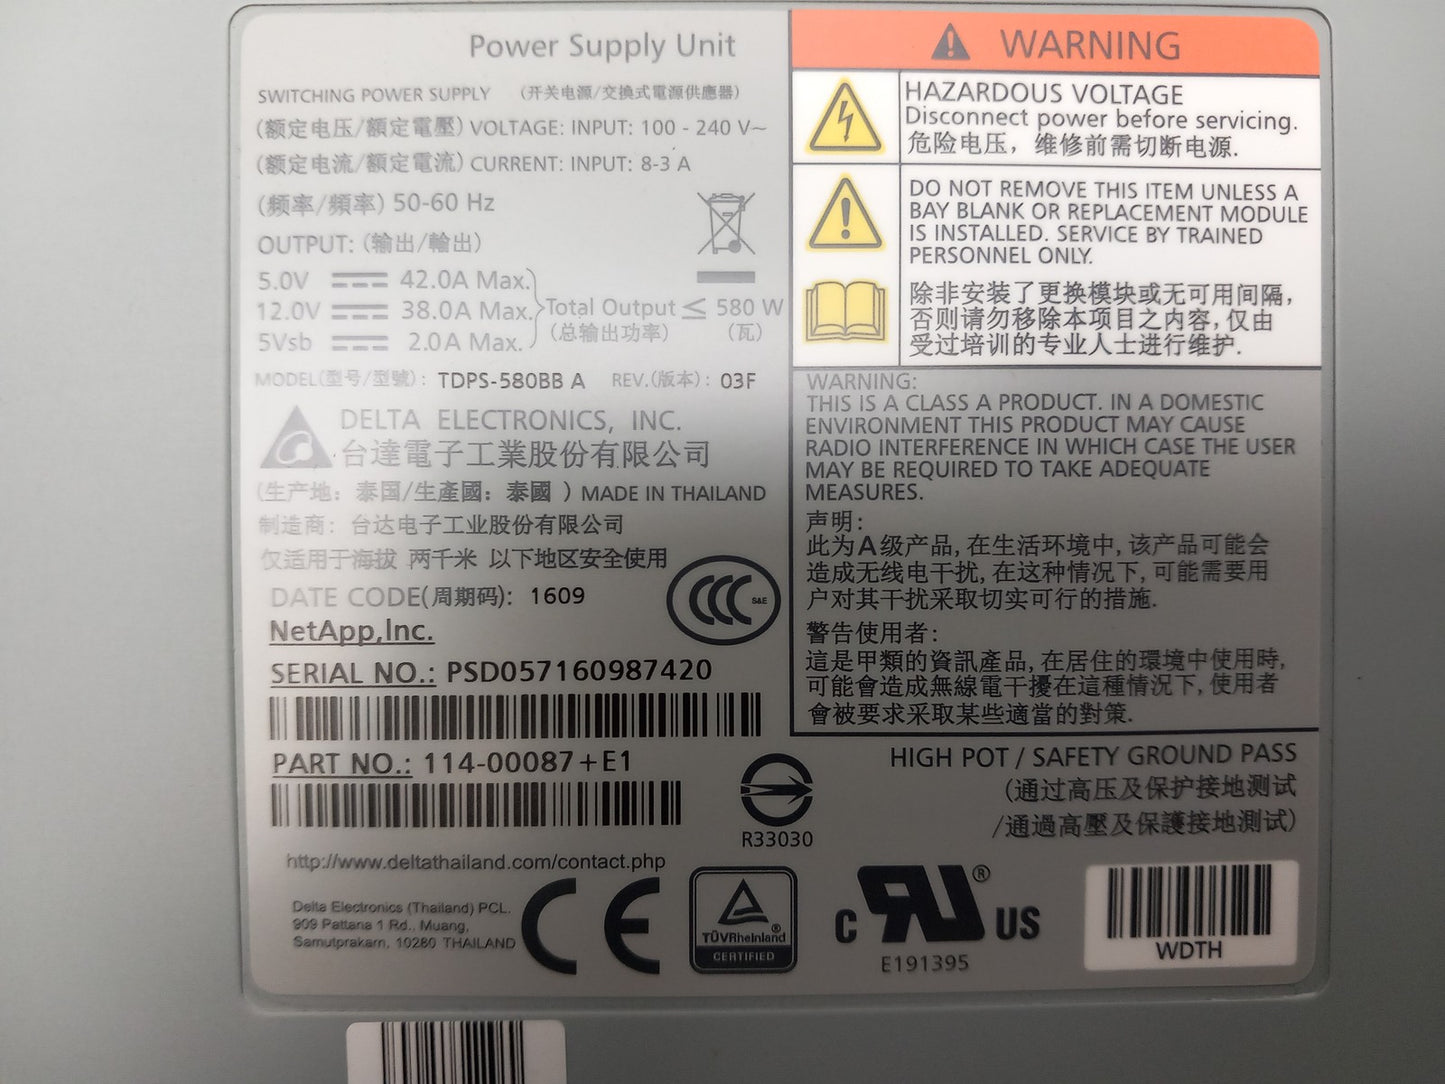 Power Supply Unit
SWITCHING POWER SUPPLY (开关电源/交換式電源供應器)
(额定电压/額定電壓) VOLTAGE: INPUT: 100 - 240 V~
(额定电流/額定電流) CURRENT: INPUT: 8-3 A
(频率/頻率) 50-60 Hz
OUTPUT: (输出/輸出)
5.0V 42.0A Max.
12.0V 38.0A Max.
5Vsb 2.0A Max.
Total Output ≤ 580 W
(总输出功率) (瓦)
MODEL(型号/型號): TDPS-580BB A REV.(版本): 03F
DELTA ELECTRONICS, INC.
台達電子工業股份有限公司
(生产地: 泰国/生產國: 泰國 ) MADE IN THAILAND
制造商: 台达电子工业股份有限公司
仅适用于海拔 两千米 以下地区安全使用
DATE CODE(周期码): 1609
S&E
NetApp,Inc.
SERIAL NO.: PSD057160987420
PART NO.: 114-00087+E1
R33030
http://www.deltathailand.com/contact.php
Delta Electronics (Thailand) PCL.
909 Pattana 1 Rd., Muang,
Samutprakarn, 10280 THAILAND
CE
TÜVRheinland®
CERTIFIED
WARNING
HAZARDOUS VOLTAGE
Disconnect power before servicing.
危险电压，维修前需切断电源.
DO NOT REMOVE THIS ITEM UNLESS A
BAY BLANK OR REPLACEMENT MODULE
IS INSTALLED. SERVICE BY TRAINED
PERSONNEL ONLY.
除非安装了更换模块或无可用间隔，
否则请勿移除本项目之内容, 仅由
受过培训的专业人士进行维护.
WARNING:
THIS IS A CLASS A PRODUCT. IN A DOMESTIC
ENVIRONMENT THIS PRODUCT MAY CAUSE
RADIO INTERFERENCE IN WHICH CASE THE USER
MAY BE REQUIRED TO TAKE ADEQUATE
MEASURES.
声明:
此为A级产品, 在生活环境中, 该产品可能会
造成无线电干扰, 在这种情况下, 可能需要用
户对其干扰采取切实可行的措施.
警告使用者:
這是甲類的資訊產品, 在居住的環境中使用時,
可能會造成無線電干擾在這種情況下, 使用者
會被要求采取某些適當的對策.
HIGH POT / SAFETY GROUND PASS
(通过高压及保护接地测试
/通過高壓及保護接地測試)
C RU® US
E191395
WDTH